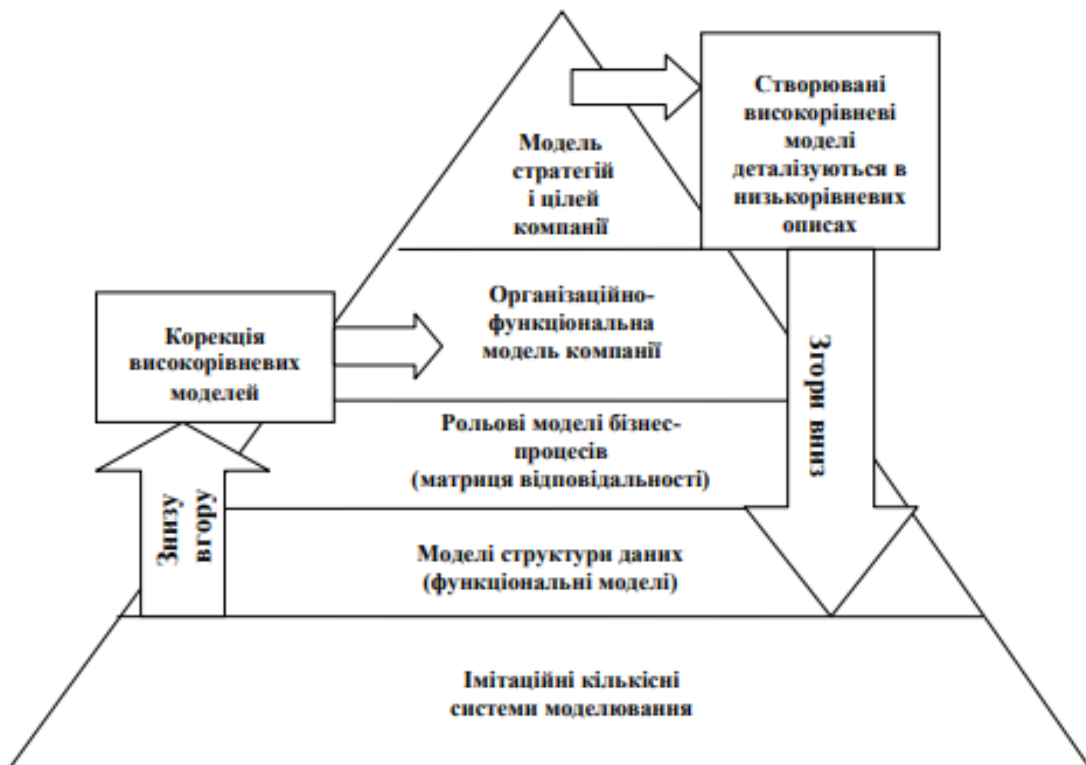 Створювані
високорівневі
моделі
деталізуються в
низькорівневих
описах
Модель
стратегій
і цілей
компанії
Організаційно-
функціональна
модель компанії
Корекція
високорівневих
моделей
Згори вниз
Рольові моделі бізнес-
процесів
(матриця відповідальності)
Знизу
вгору
Моделі структури даних
(функціональні моделі)
Імітаційні кількісні
системи моделювання